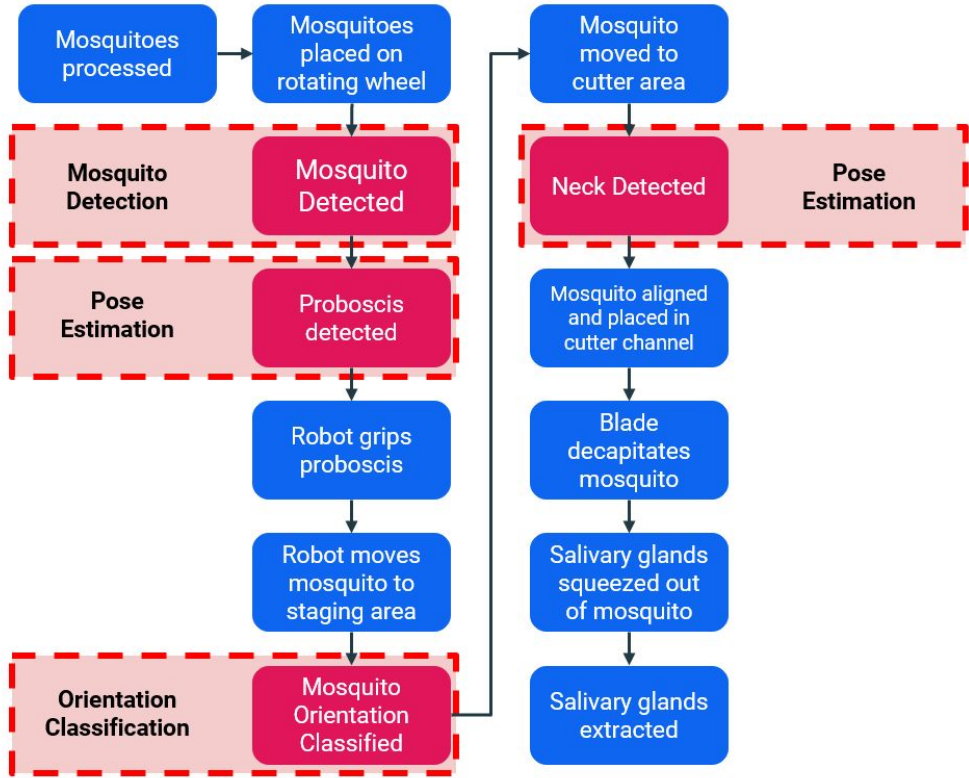 Mosquitoes
processed
Mosquitoes
placed on
rotating wheel
Mosquito
Detection
Mosquito
Detected
Pose
Estimation
Proboscis
detected
Robot grips
proboscis
Robot moves
mosquito to
staging area
Orientation
Classification
Mosquito
Orientation
Classified
Mosquito
moved to
cutter area
Neck Detected
Pose
Estimation
Mosquito aligned
and placed in
cutter channel
Blade
decapitates
mosquito
Salivary glands
squeezed out
of mosquito
Salivary glands
extracted